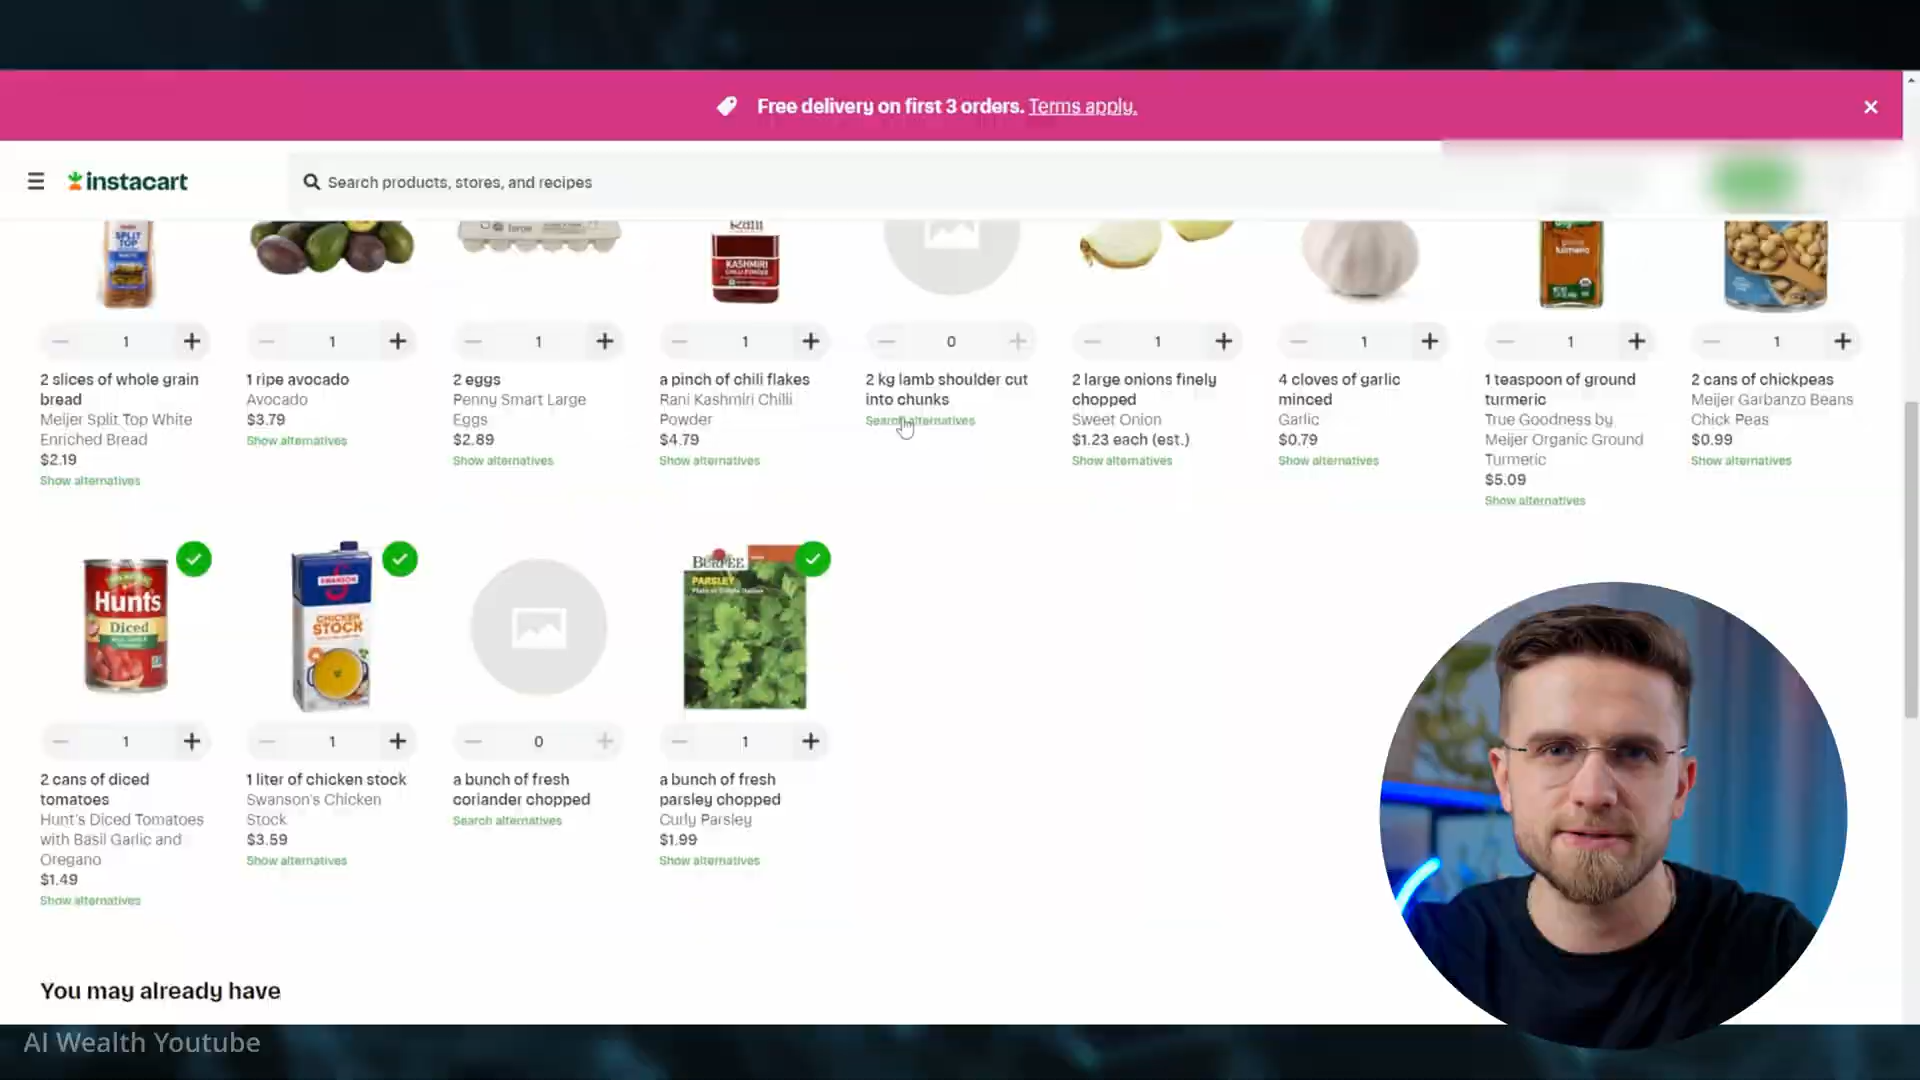 Free delivery on first 3 orders. Terms apply.
instacart
Search products, stores, and recipes
SPLIT
TOP
large
Rani
KASHMIRI
CHILLI POWDER
turmeric
1
1
1
1
0
1
1
1
1
2 slices of whole grain
bread
Meijer Split Top White
Enriched Bread
$2.19
Show alternatives
1 ripe avocado
Avocado
$3.79
Show alternatives
2 eggs
Penny Smart Large
Eggs
$2.89
Show alternatives
a pinch of chili flakes
Rani Kashmiri Chilli
Powder
$4.79
Show alternatives
2 kg lamb shoulder cut
into chunks
Search alternatives
2 large onions finely
chopped
Sweet Onion
$1.23 each (est.)
Show alternatives
4 cloves of garlic
minced
Garlic
$0.79
Show alternatives
1 teaspoon of ground
turmeric
True Goodness by
Meijer Organic Ground
Turmeric
$5.09
Show alternatives
2 cans of chickpeas
Meijer Garbanzo Beans
Chick Peas
$0.99
Show alternatives
Hunt's
Diced
SWANSON
CHICKEN
STOCK
BURPEE
PARSLEY
1
1
0
1
2 cans of diced
tomatoes
Hunt's Diced Tomatoes
with Basil Garlic and
Oregano
$1.49
Show alternatives
1 liter of chicken stock
Swanson's Chicken
Stock
$3.59
Show alternatives
a bunch of fresh
coriander chopped
Search alternatives
a bunch of fresh
parsley chopped
Curly Parsley
$1.99
Show alternatives
You may already have
AI Wealth Youtube